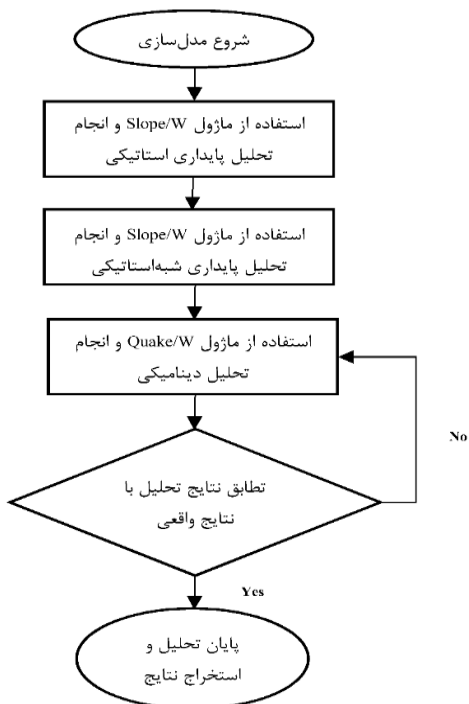 شروع مدل‌سازی
استفاده از ماژول Slope/W و انجام
تحلیل پایداری استاتیکی
استفاده از ماژول Slope/W و انجام
تحلیل پایداری شبه‌استاتیکی
استفاده از ماژول Quake/W و انجام
تحلیل دینامیکی
تطابق نتایج تحلیل با
نتایج واقعی
No
Yes
پایان تحلیل و
استخراج نتایج